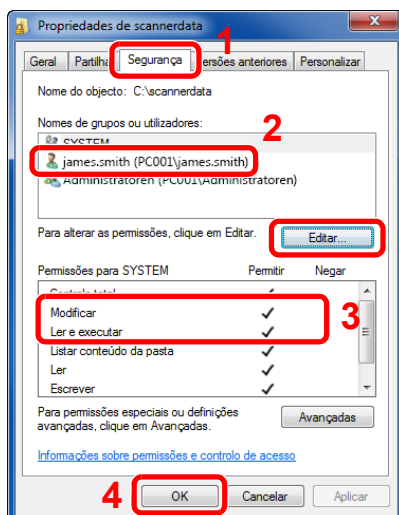 Propriedades de scannerdata
1
Geral Partilha Segurança ersões anteriores Personalizar
Nome do objecto: C:\scannerdata
Nomes de grupos ou utilizadores:
2
SYSTEM
james.smith (PC001\james.smith)
Administratoren (PC001\Administratoren)
Para alterar as permissões, clique em Editar. Editar...
Permissões para SYSTEM Permitir Negar
Controlo total
Modificar
3
Ler e executar
Listar conteúdo da pasta
Ler
Escrever
Para permissões especiais ou definições
avançadas, clique em Avançadas.
Avançadas
Informações sobre permissões e controlo de acesso
4 OK Cancelar Aplicar